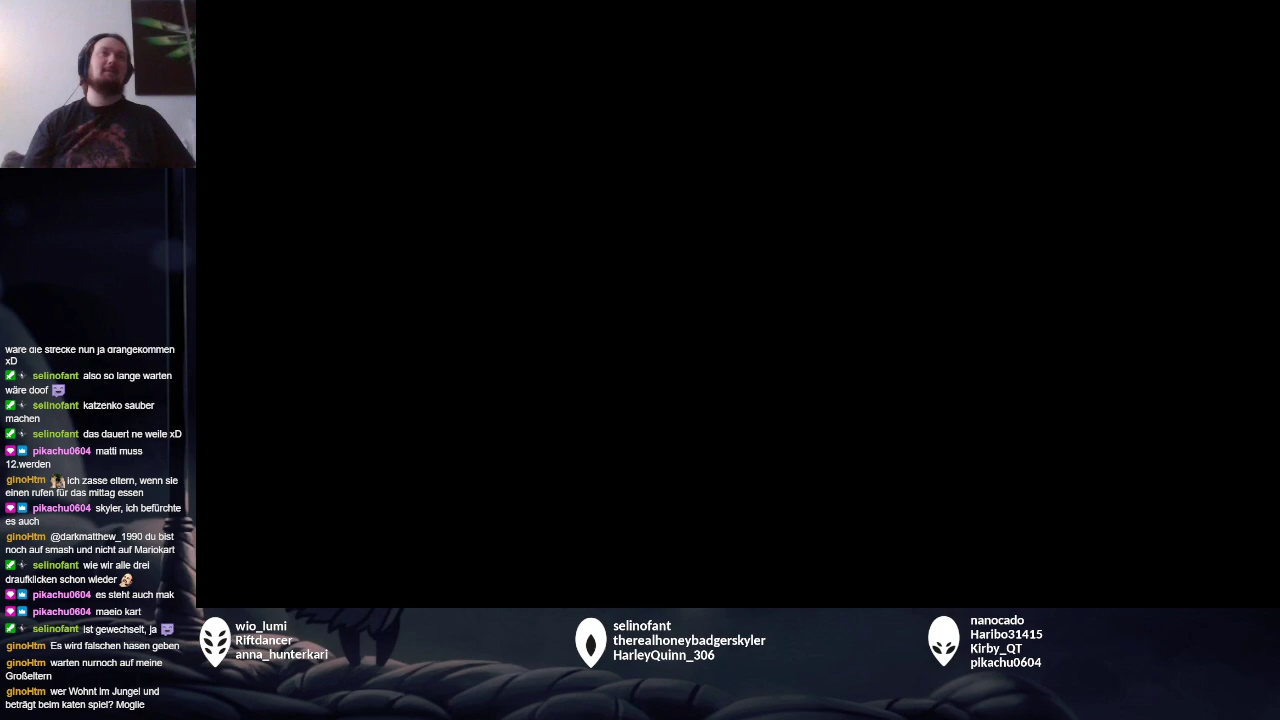 wäre die strecke nun ja drangekommen
xD
selinofant also so lange warten
wäre doof
selinofant katzenko sauber
machen
selinofant das dauert ne weile xD
pikachu0604 matti muss
12.werden
ginoHtm ich zasse eltern, wenn sie
einen rufen für das mittag essen
pikachu0604 skyler, ich befürchte
es auch
ginoHtm @darkmatthew_1990 du bist
noch auf smash und nicht auf Mariokart
selinofant wie wir alle drei
draufklicken schon wieder
pikachu0604 es steht auch mak
pikachu0604 maeio kart
selinofant ist gewechselt, ja
ginoHtm Es wird falschen hasen geben
ginoHtm warten nurnoch auf meine
Großeltern
ginoHtm wer Wohnt im Jungel und
beträgt beim katen spiel? Moglie
wio_lumi
Riftdancer
anna_hunterkari
selinofant
therealhoneybadgerskyler
HarleyQuinn_306
nanocado
Haribo31415
Kirby_QT
pikachu0604